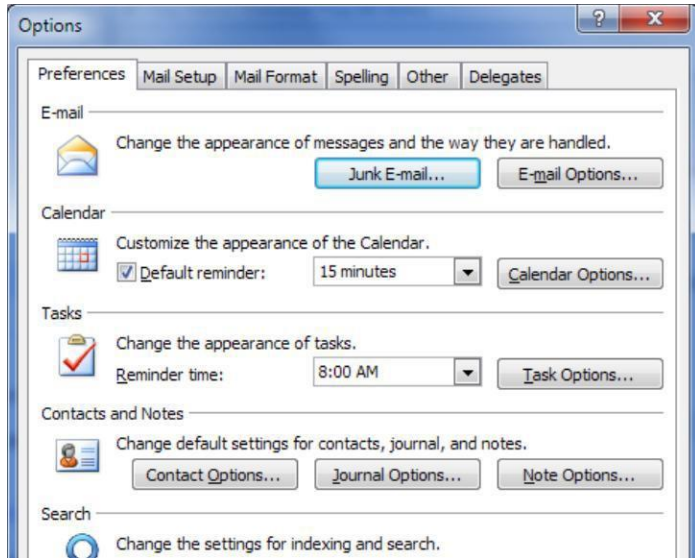 Options
?
X
Preferences Mail Setup Mail Format Spelling Other Delegates
E-mail
Change the appearance of messages and the way they are handled.
Junk E-mail... E-mail Options...
Calendar
Customize the appearance of the Calendar.
Default reminder: 15 minutes Calendar Options...
Tasks
Change the appearance of tasks.
Reminder time: 8:00 AM Task Options...
Contacts and Notes
Change default settings for contacts, journal, and notes.
Contact Options... Journal Options... Note Options...
Search
Change the settings for indexing and search.